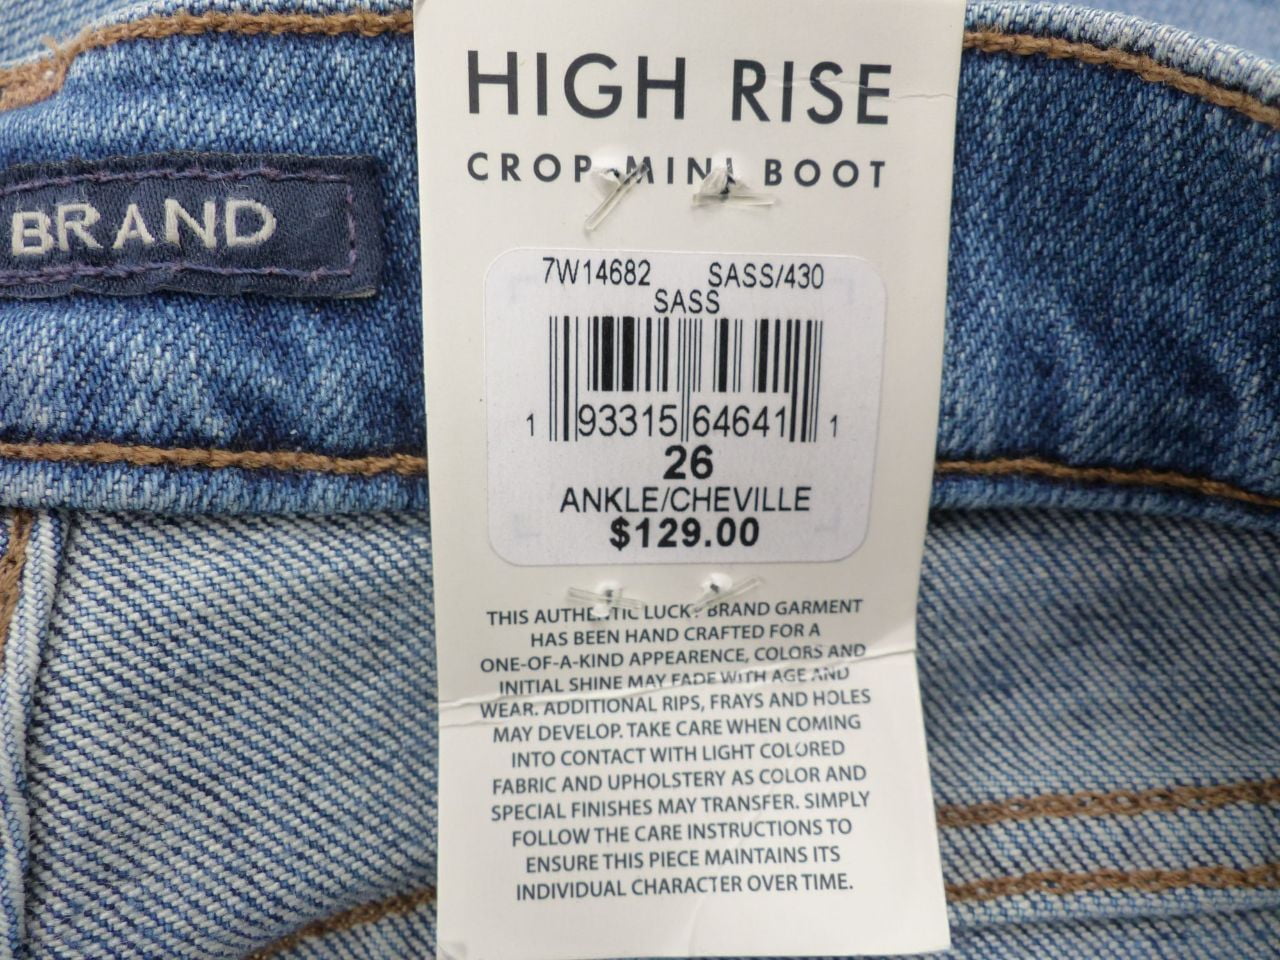 HIGH RISE
CROP MINI BOOT
BRAND
7W14682 SASS/430
SASS
1 93315 64641 1
26
ANKLE/CHEVILLE
$129.00
THIS AUTHENTIC LUCKY BRAND GARMENT
HAS BEEN HAND CRAFTED FOR A
ONE-OF-A-KIND APPEARENCE, COLORS AND
INITIAL SHINE MAY FADE WITH AGE AND
WEAR. ADDITIONAL RIPS, FRAYS AND HOLES
MAY DEVELOP. TAKE CARE WHEN COMING
INTO CONTACT WITH LIGHT COLORED
FABRIC AND UPHOLSTERY AS COLOR AND
SPECIAL FINISHES MAY TRANSFER. SIMPLY
FOLLOW THE CARE INSTRUCTIONS TO
ENSURE THIS PIECE MAINTAINS ITS
INDIVIDUAL CHARACTER OVER TIME.